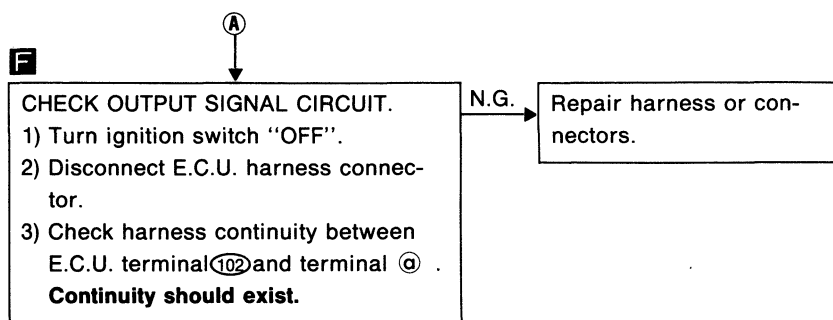 Ⓐ
F
CHECK OUTPUT SIGNAL CIRCUIT.
1) Turn ignition switch "OFF".
2) Disconnect E.C.U. harness connec-
tor.
3) Check harness continuity between
E.C.U. terminal 102 and terminal ⓐ .
Continuity should exist.
N.G.
Repair harness or con-
nectors.